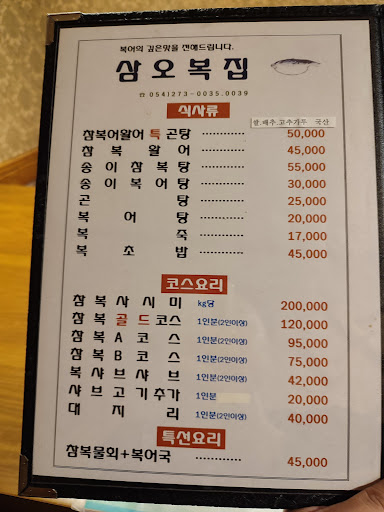 복어의 깊은맛을 전해드립니다.
삼오복집
☎ 054)273-0035.0039
식사류
쌀,배추,고추가루 국산
참복어왈어 특 곤탕 ············ 50,000
참복왈어 ············ 45,000
송이참복탕 ············ 55,000
송이복어탕 ············ 30,000
곤탕 ············ 25,000
복어탕 ············ 20,000
복죽 ············ 17,000
복초밥 ············ 45,000
코스요리
참복사시미 kg당 200,000
참복골드코스 1인분(2인이상) 120,000
참복A코스 1인분(2인이상) 95,000
참복B코스 1인분(2인이상) 75,000
복샤브샤브 1인분(2인이상) 42,000
샤브고기추가 1인분 20,000
대지리 1인분(2인이상) 40,000
특선요리
참복물회+복어국 ············ 45,000